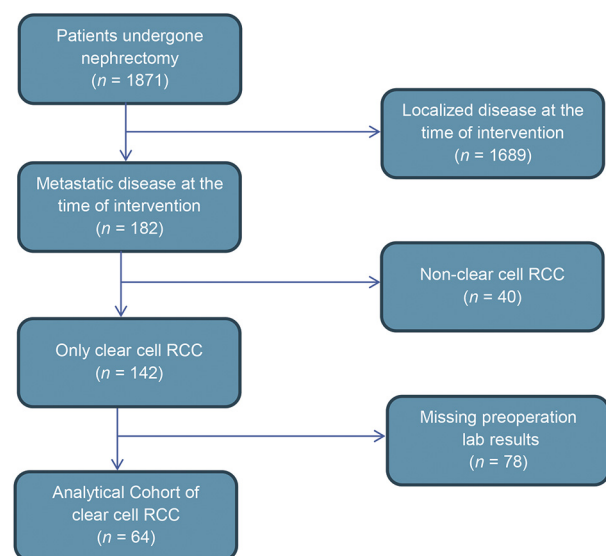 Patients undergone
nephrectomy
(n = 1871)
Localized disease at the
time of intervention
(n = 1689)
Metastatic disease at the
time of intervention
(n = 182)
Non-clear cell RCC
(n = 40)
Only clear cell RCC
(n = 142)
Missing preoperation
lab results
(n = 78)
Analytical Cohort of
clear cell RCC
(n = 64)